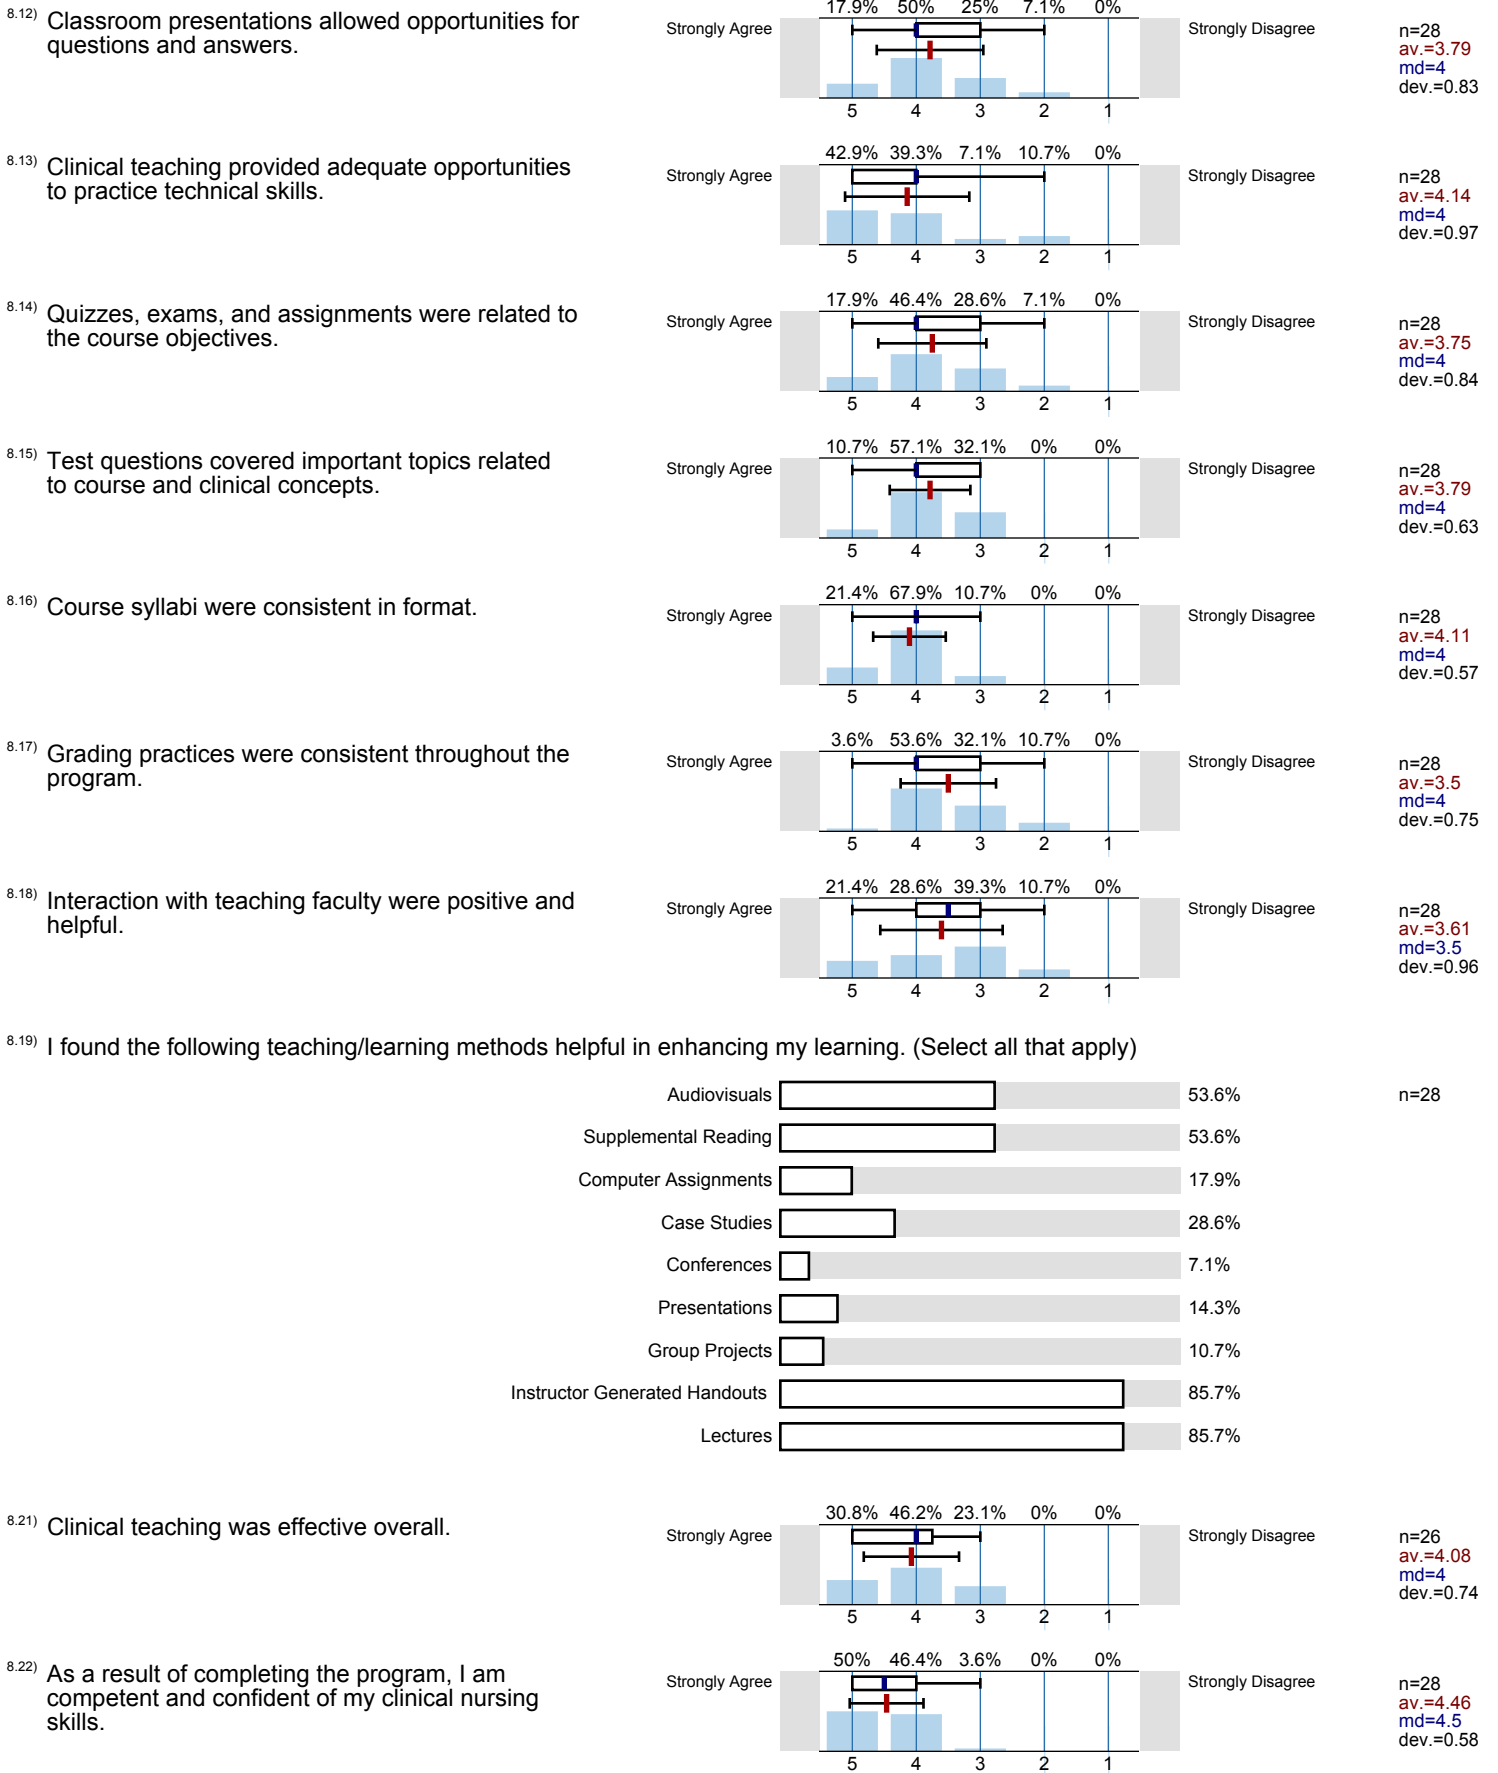 8.12) Classroom presentations allowed opportunities for
questions and answers.
Strongly Agree
17.9% 50% 25% 7.1% 0%
5 4 3 2 1
Strongly Disagree
n=28
av.=3.79
md=4
dev.=0.83
8.13) Clinical teaching provided adequate opportunities
to practice technical skills.
Strongly Agree
42.9% 39.3% 7.1% 10.7% 0%
5 4 3 2 1
Strongly Disagree
n=28
av.=4.14
md=4
dev.=0.97
8.14) Quizzes, exams, and assignments were related to
the course objectives.
Strongly Agree
17.9% 46.4% 28.6% 7.1% 0%
5 4 3 2 1
Strongly Disagree
n=28
av.=3.75
md=4
dev.=0.84
8.15) Test questions covered important topics related
to course and clinical concepts.
Strongly Agree
10.7% 57.1% 32.1% 0% 0%
5 4 3 2 1
Strongly Disagree
n=28
av.=3.79
md=4
dev.=0.63
8.16) Course syllabi were consistent in format.
Strongly Agree
21.4% 67.9% 10.7% 0% 0%
5 4 3 2 1
Strongly Disagree
n=28
av.=4.11
md=4
dev.=0.57
8.17) Grading practices were consistent throughout the
program.
Strongly Agree
3.6% 53.6% 32.1% 10.7% 0%
5 4 3 2 1
Strongly Disagree
n=28
av.=3.5
md=4
dev.=0.75
8.18) Interaction with teaching faculty were positive and
helpful.
Strongly Agree
21.4% 28.6% 39.3% 10.7% 0%
5 4 3 2 1
Strongly Disagree
n=28
av.=3.61
md=3.5
dev.=0.96
8.19) I found the following teaching/learning methods helpful in enhancing my learning. (Select all that apply)
Audiovisuals 53.6% n=28
Supplemental Reading 53.6%
Computer Assignments 17.9%
Case Studies 28.6%
Conferences 7.1%
Presentations 14.3%
Group Projects 10.7%
Instructor Generated Handouts 85.7%
Lectures 85.7%
8.21) Clinical teaching was effective overall.
Strongly Agree
30.8% 46.2% 23.1% 0% 0%
5 4 3 2 1
Strongly Disagree
n=26
av.=4.08
md=4
dev.=0.74
8.22) As a result of completing the program, I am
competent and confident of my clinical nursing
skills.
Strongly Agree
50% 46.4% 3.6% 0% 0%
5 4 3 2 1
Strongly Disagree
n=28
av.=4.46
md=4.5
dev.=0.58